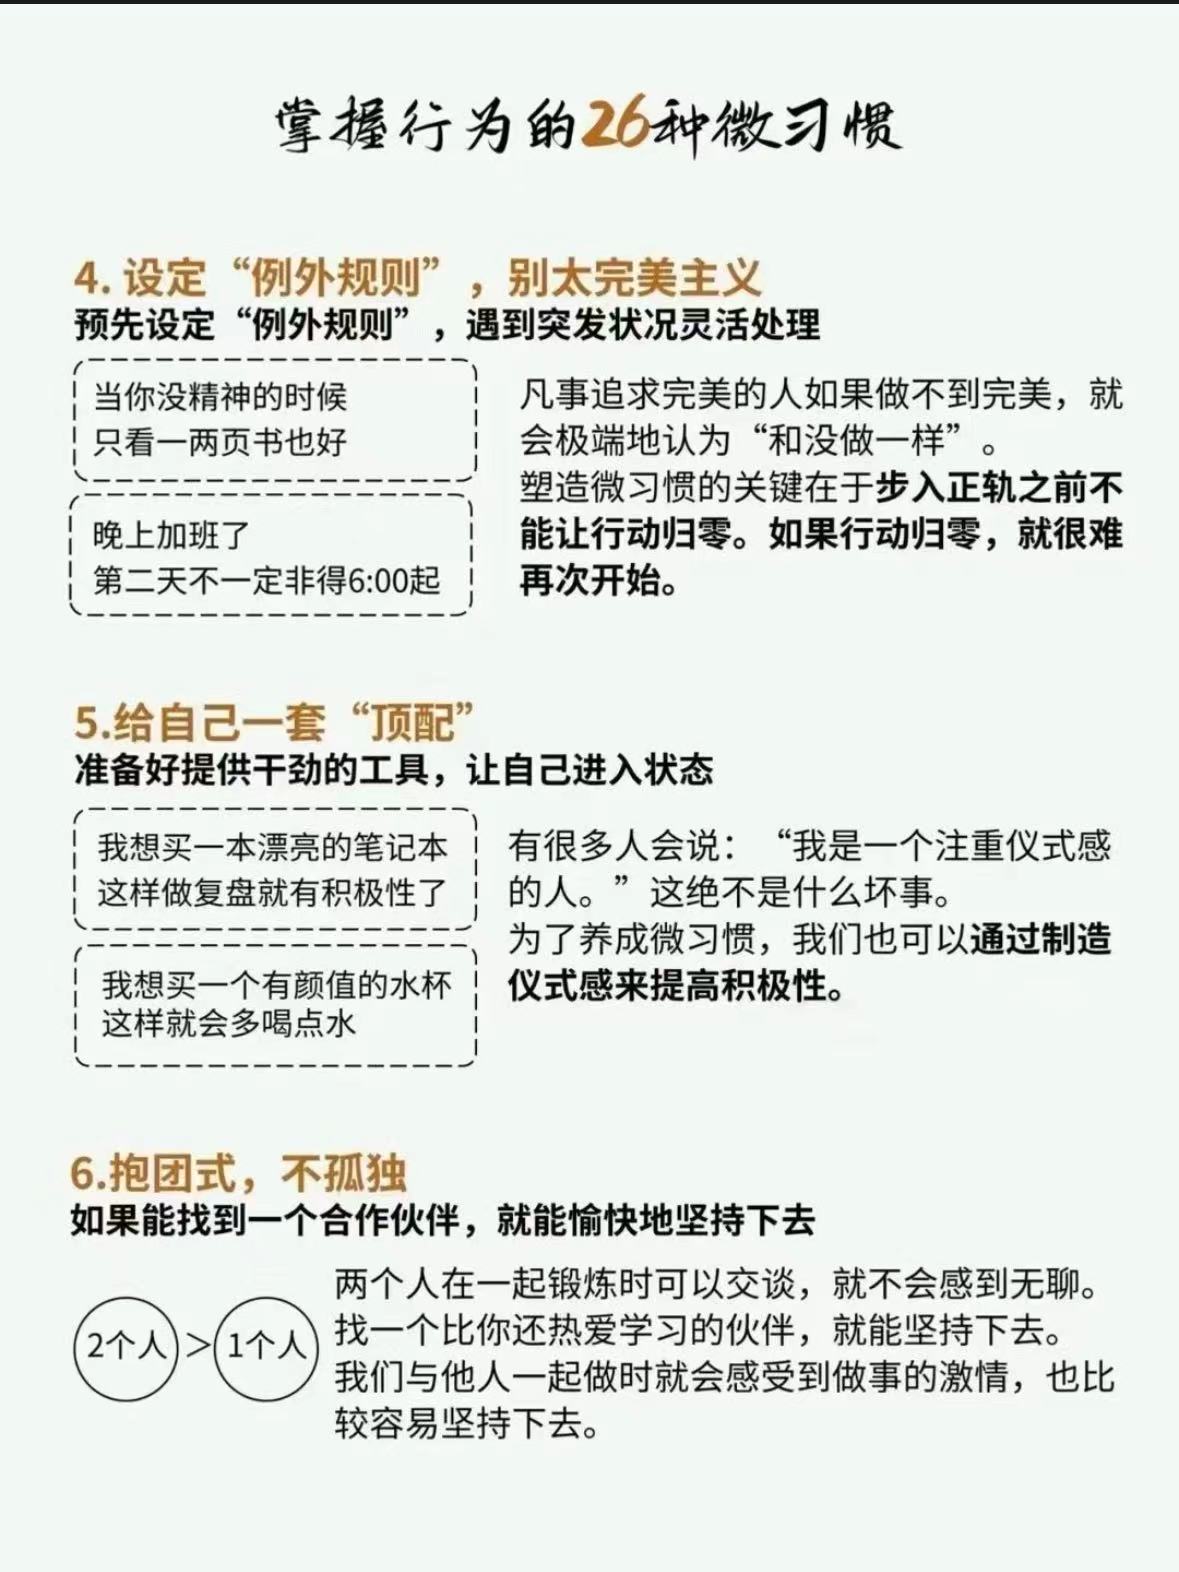 掌握行为的26种微习惯
4. 设定“例外规则”，别太完美主义
预先设定“例外规则”，遇到突发状况灵活处理
当你没精神的时候
只看一两页书也好
晚上加班了
第二天不一定非得6:00起
凡事追求完美的人如果做不到完美，就
会极端地认为“和没做一样”。
塑造微习惯的关键在于步入正轨之前不
能让行动归零。如果行动归零，就很难
再次开始。
5.给自己一套“顶配”
准备好提供干劲的工具，让自己进入状态
我想买一本漂亮的笔记本
这样做复盘就有积极性了
我想买一个有颜值的水杯
这样就会多喝点水
有很多人会说：“我是一个注重仪式感
的人。”这绝不是什么坏事。
为了养成微习惯，我们也可以通过制造
仪式感来提高积极性。
6.抱团式，不孤独
如果能找到一个合作伙伴，就能愉快地坚持下去
2个人>1个人
两个人在一起锻炼时可以交谈，就不会感到无聊。
找一个比你还热爱学习的伙伴，就能坚持下去。
我们与他人一起做时就会感受到做事的激情，也比
较容易坚持下去。